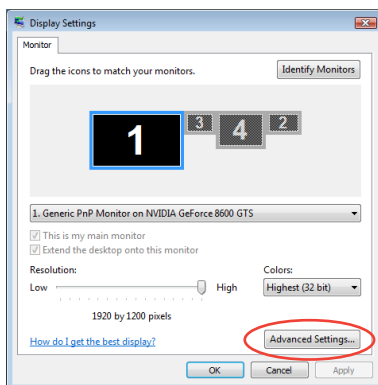 Display Settings
Monitor
Drag the icons to match your monitors.
Identify Monitors
1
3
4
2
1. Generic PnP Monitor on NVIDIA GeForce 8600 GTS
This is my main monitor
Extend the desktop onto this monitor
Resolution:
Colors:
Low
High
Highest (32 bit)
1920 by 1200 pixels
How do I get the best display?
Advanced Settings...
OK
Cancel
Apply